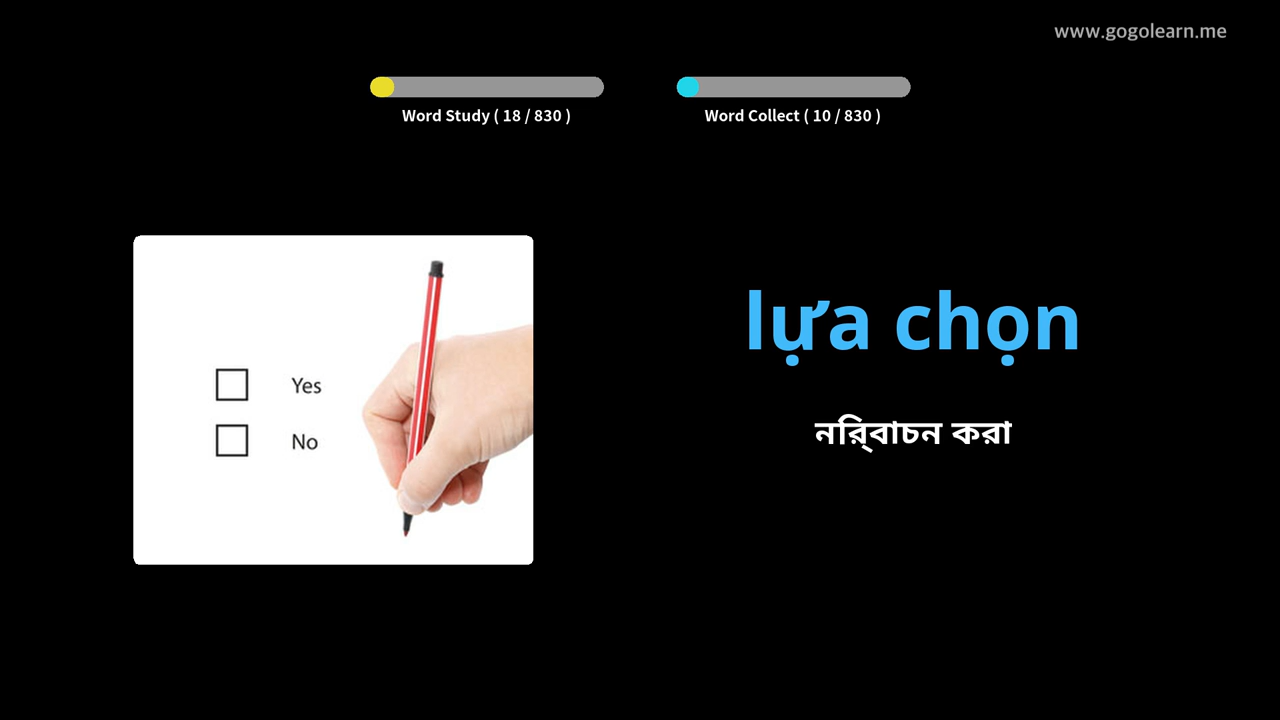 www.gogolearn.me
Word Study ( 18 / 830 )
Word Collect ( 10 / 830 )
Yes
No
lựa chọn
নির্বাচন করা